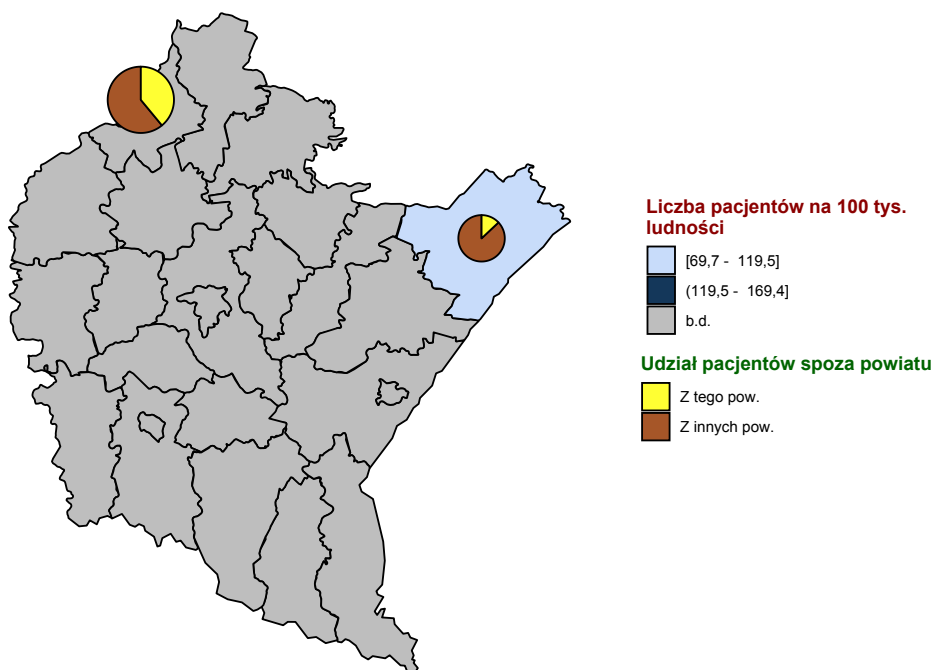 Liczba pacjentów na 100 tys.
ludności
[69,7 - 119,5]
(119,5 - 169,4]
b.d.
Udział pacjentów spoza powiatu
Z tego pow.
Z innych pow.